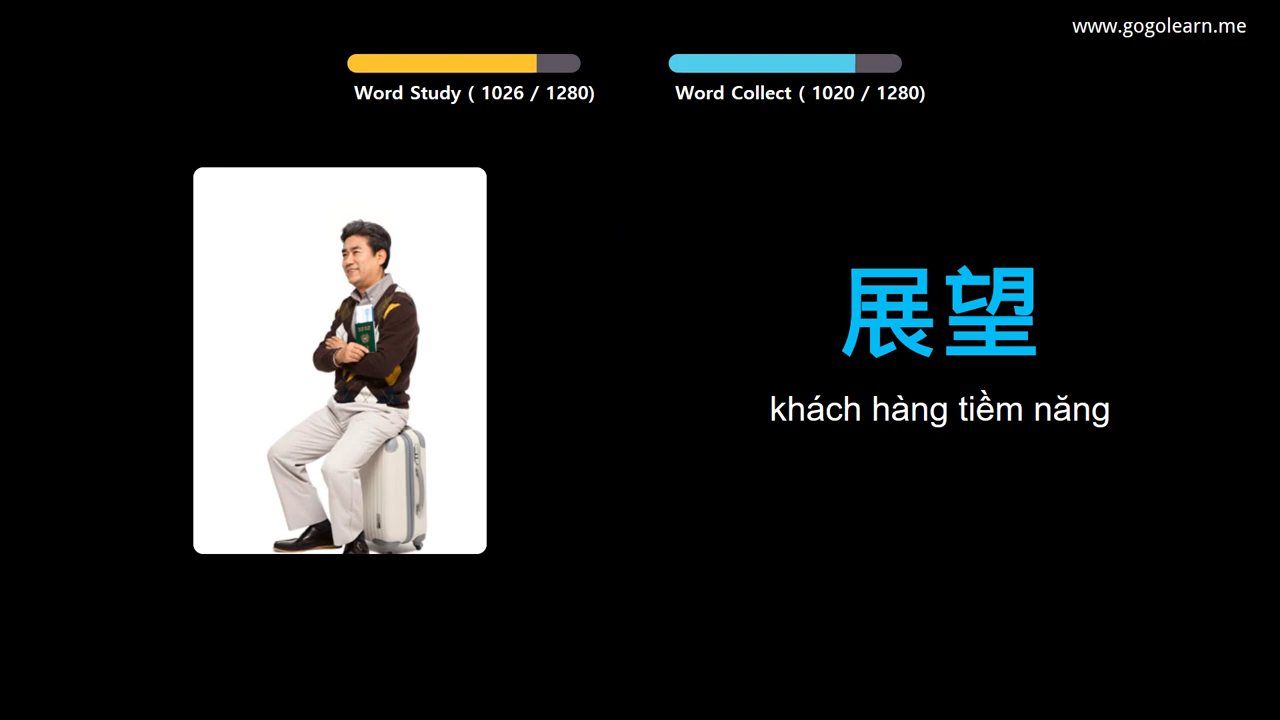 www.gogolearn.me
Word Study ( 1026 / 1280)
Word Collect ( 1020 / 1280)
展望
khách hàng tiềm năng